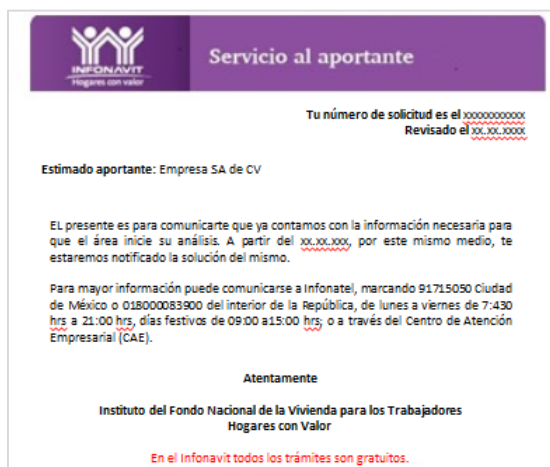 INFONAVIT
Hogares con valor
Servicio al aportante
Tu número de solicitud es el xxxxxxxxxxx
Revisado el xx.xx.xxxx
Estimado aportante: Empresa SA de CV
EL presente es para comunicarte que ya contamos con la información necesaria para
que el área inicie su análisis. A partir del xx.xx.xxx, por este mismo medio, te
estaremos notificado la solución del mismo.
Para mayor información puede comunicarse a Infonatel, marcando 91715050 Ciudad
de México o 018000083900 del interior de la República, de lunes a viernes de 7:430
hrs a 21:00 hrs, días festivos de 09:00 a15:00 hrs; o a través del Centro de Atención
Empresarial (CAE).
Atentamente
Instituto del Fondo Nacional de la Vivienda para los Trabajadores
Hogares con Valor
En el Infonavit todos los trámites son gratuitos.